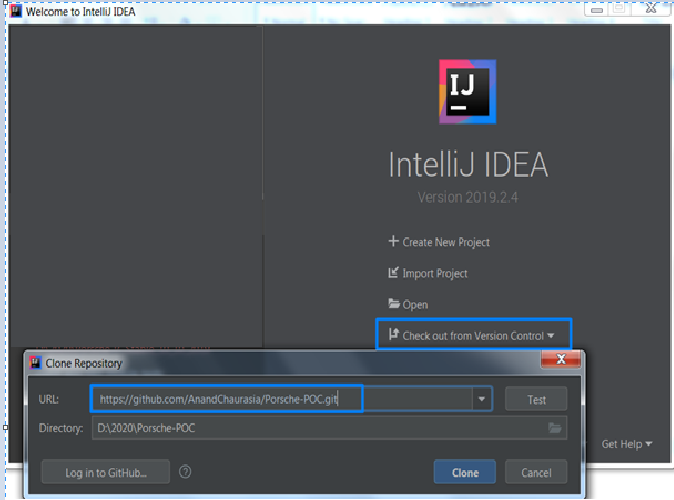 Welcome to IntelliJ IDEA
IJ
IntelliJ IDEA
Version 2019.2.4
Create New Project
Import Project
Open
Check out from Version Control
Clone Repository
URL: https://github.com/AnandChaurasia/Porsche-POC.git Test
Directory: D:\2020\Porsche-POC
Get Help
Log in to GitHub... ? Clone Cancel